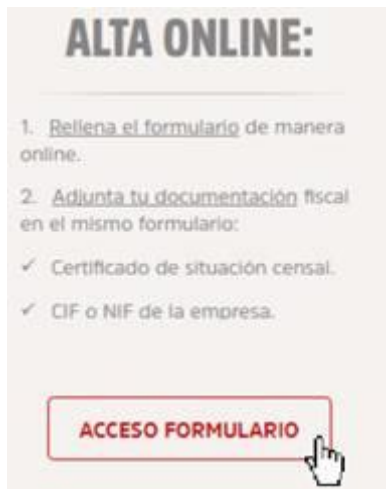 ALTA ONLINE:
1. Rellena el formulario de manera
online.
2. Adjunta tu documentación fiscal
en el mismo formulario:
✓ Certificado de situación censal.
✓ CIF o NIF de la empresa.
ACCESO FORMULARIO